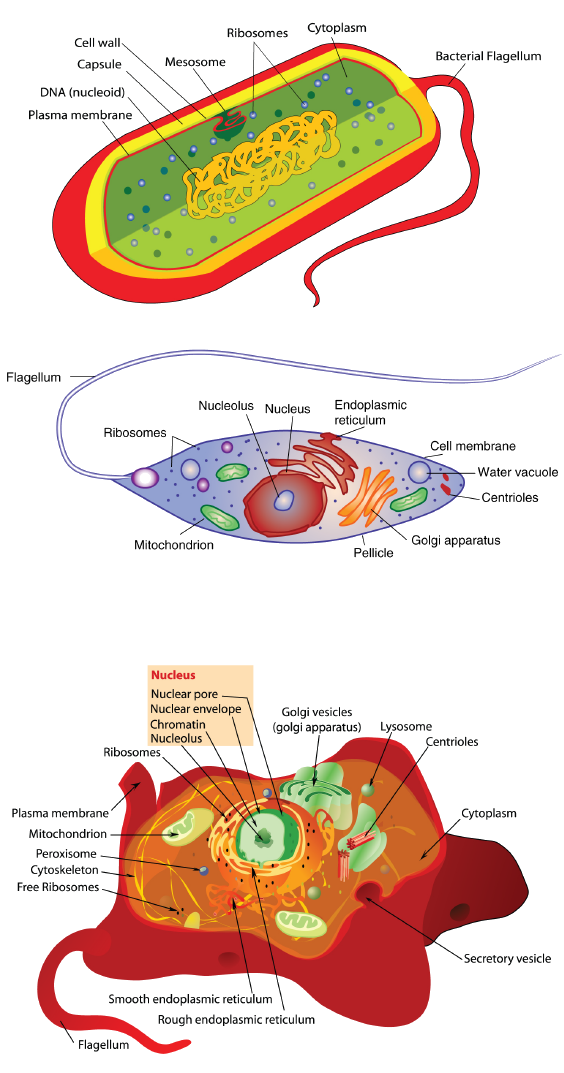 Cytoplasm
Ribosomes
Cell wall
Bacterial Flagellum
Capsule
Mesosome
DNA (nucleoid)
Plasma membrane
Flagellum
Nucleolus
Nucleus
Endoplasmic
reticulum
Ribosomes
Cell membrane
Water vacuole
Centrioles
Golgi apparatus
Mitochondrion
Pellicle
Nucleus
Nuclear pore
Nuclear envelope
Chromatin
Nucleolus
Golgi vesicles
(golgi apparatus)
Lysosome
Centrioles
Ribosomes
Plasma membrane
Cytoplasm
Mitochondrion
Peroxisome
Cytoskeleton
Free Ribosomes
Secretory vesicle
Smooth endoplasmic reticulum
Rough endoplasmic reticulum
Flagellum